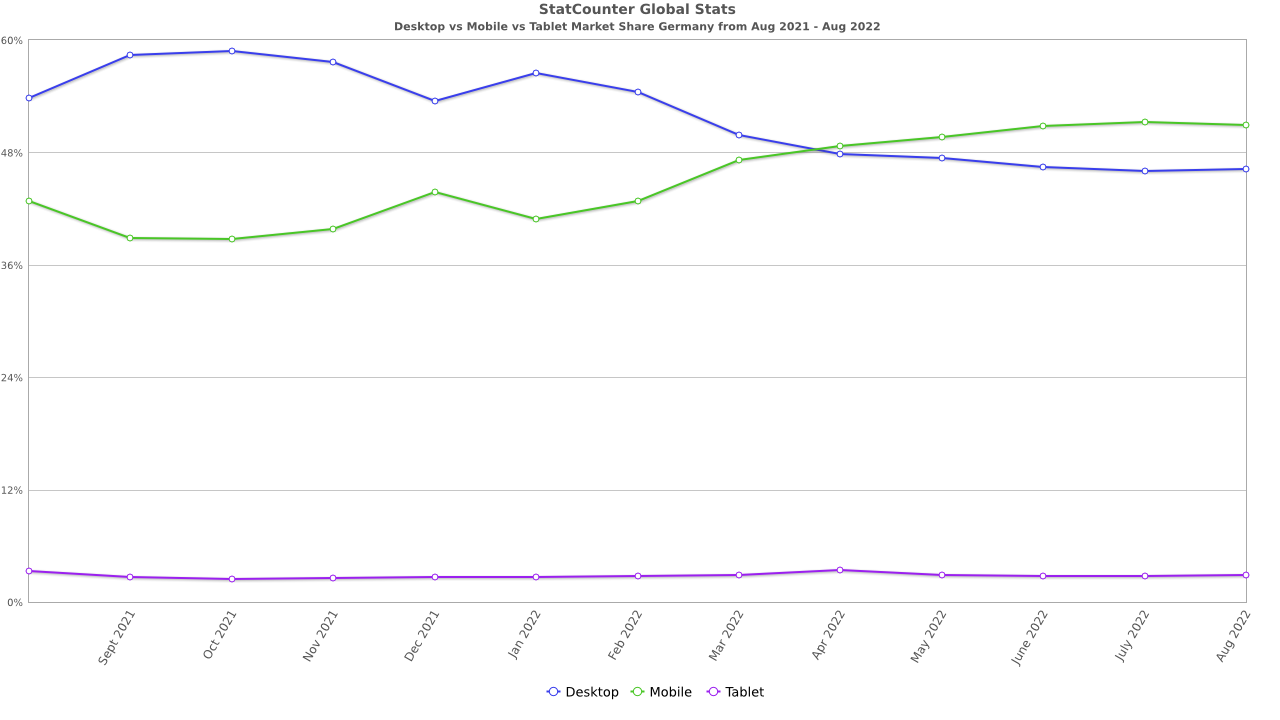 StatCounter Global Stats
Desktop vs Mobile vs Tablet Market Share Germany from Aug 2021 - Aug 2022
60%
48%
36%
24%
12%
0%
Sept 2021
Oct 2021
Nov 2021
Dec 2021
Jan 2022
Feb 2022
Mar 2022
Apr 2022
May 2022
June 2022
July 2022
Aug 2022
Desktop Mobile Tablet